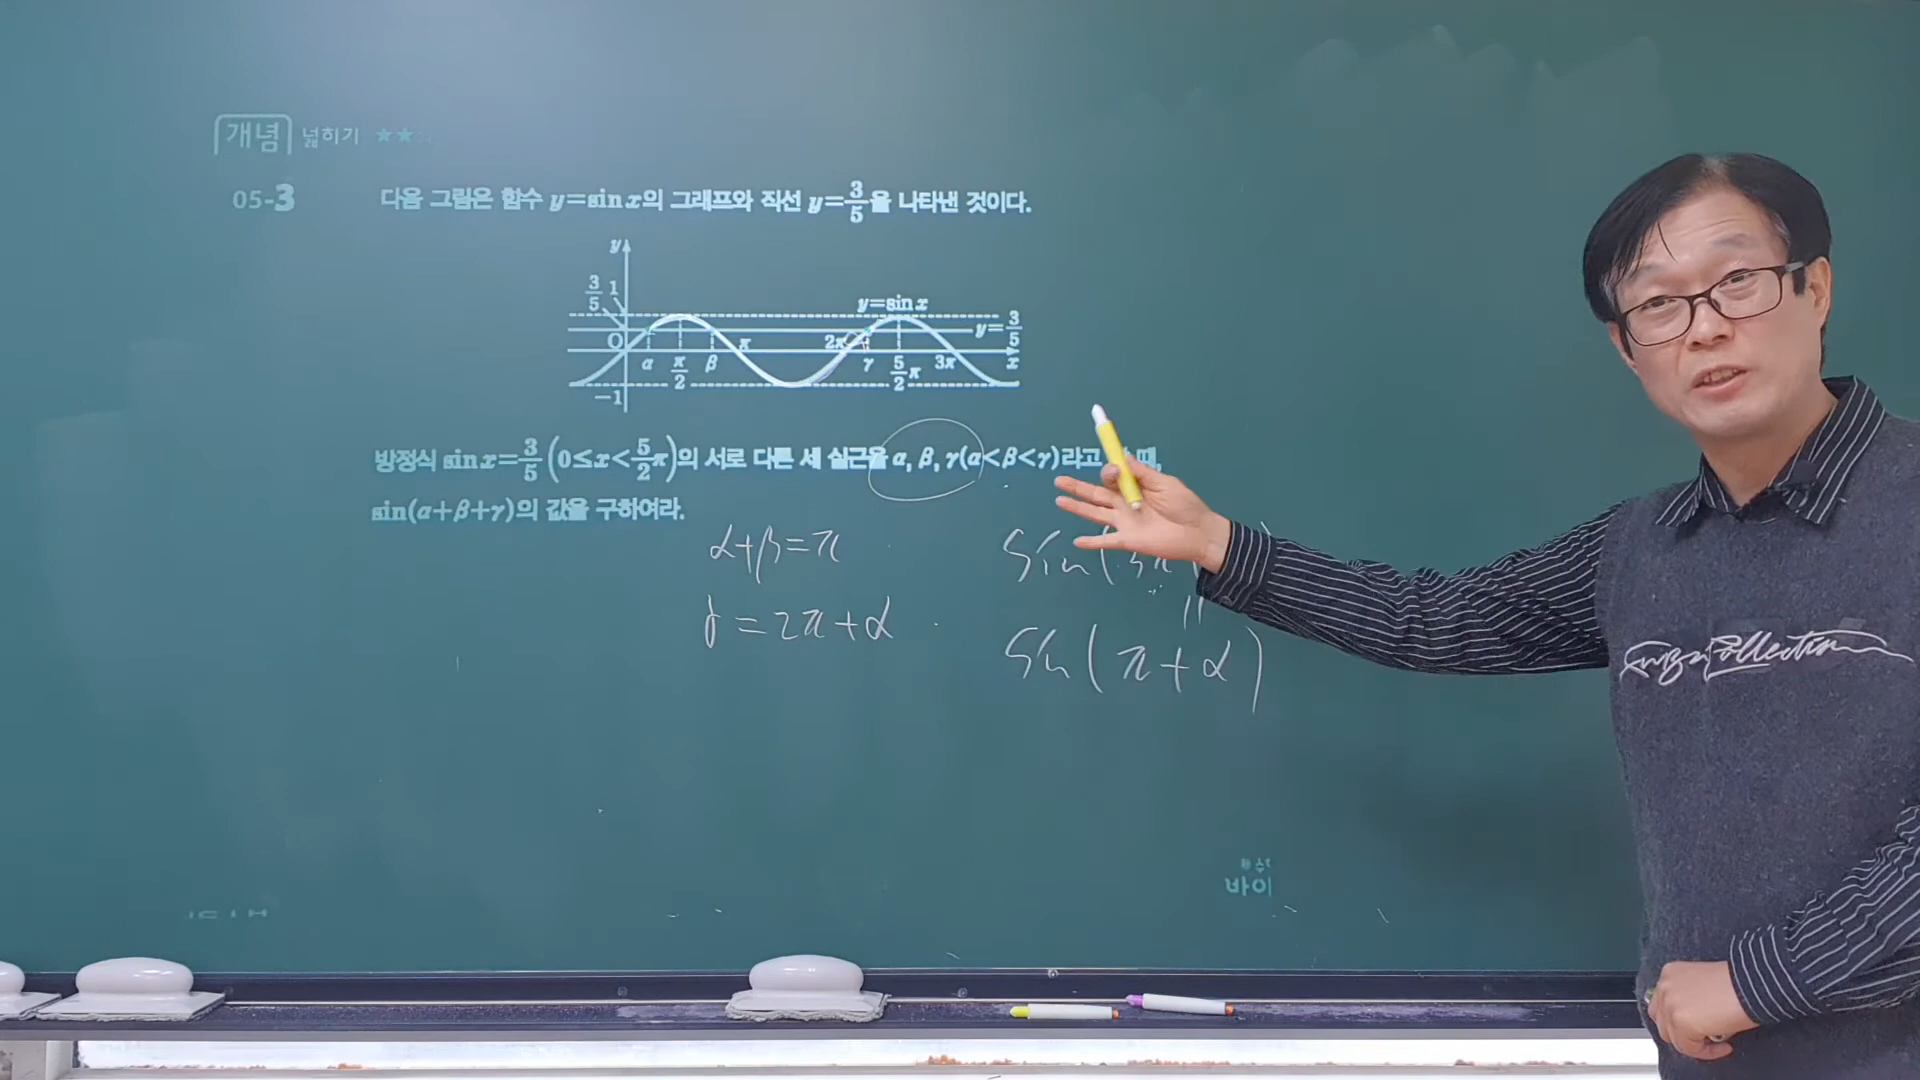 개념 넓히기 ★★
05-3 다음 그림은 함수 y=sin x의 그래프와 직선 y=3/5을 나타낸 것이다.
y
3/5 1
y=sin x
y=3/5
O π 2π x
α π/2 β γ 5/2π 3π
-1
방정식 sin x=3/5 (0≤x<5/2π)의 서로 다른 세 실근을 α, β, γ(α<β<γ)라고 때,
sin(α+β+γ)의 값을 구하여라.
α+β=π sin(3π
γ=2π+α
sin(π+α)
바이
Collection